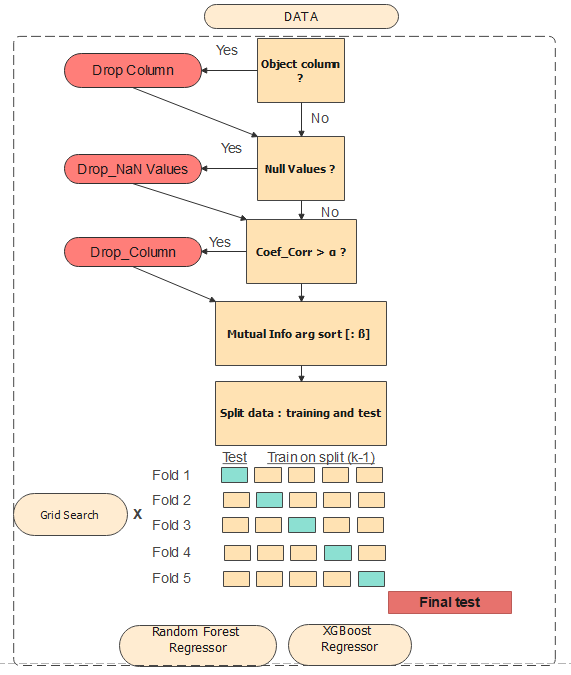 DATA
Yes
Drop Column
Object column
?
No
Yes
Drop_NaN Values
Null Values ?
No
Yes
Drop_Column
Coef_Corr > α ?
Mutual Info arg sort [: ß]
Split data : training and test
Test Train on split (k-1)
Fold 1
Fold 2
Grid Search X
Fold 3
Fold 4
Fold 5
Final test
Random Forest
Regressor
XGBoost
Regressor